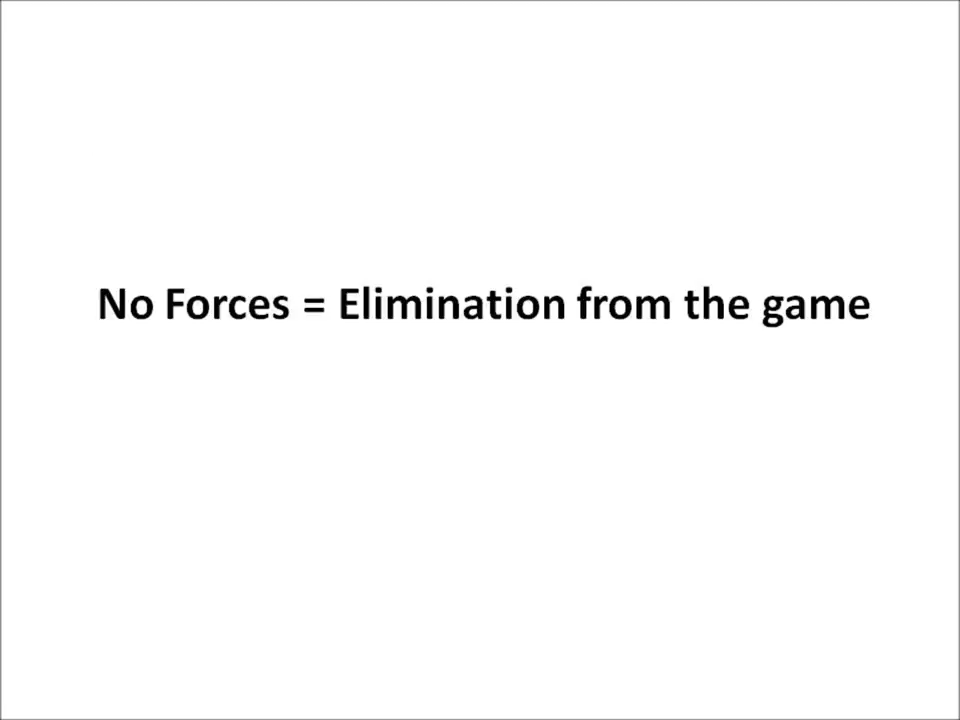 No Forces = Elimination from the game